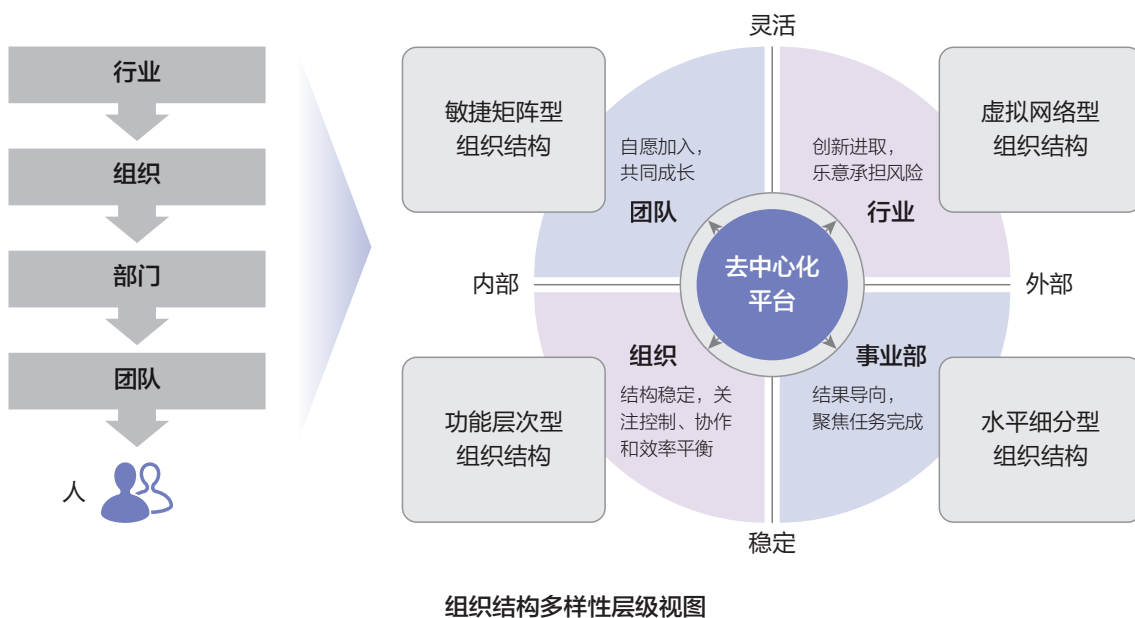 行业
组织
部门
团队
人
灵活
敏捷矩阵型
组织结构
自愿加入，
共同成长
团队
创新进取，
乐意承担风险
行业
虚拟网络型
组织结构
内部
去中心化
平台
外部
功能层次型
组织结构
组织
结构稳定，关
注控制、协作
和效率平衡
事业部
结果导向，
聚焦任务完成
水平细分型
组织结构
稳定
组织结构多样性层级视图